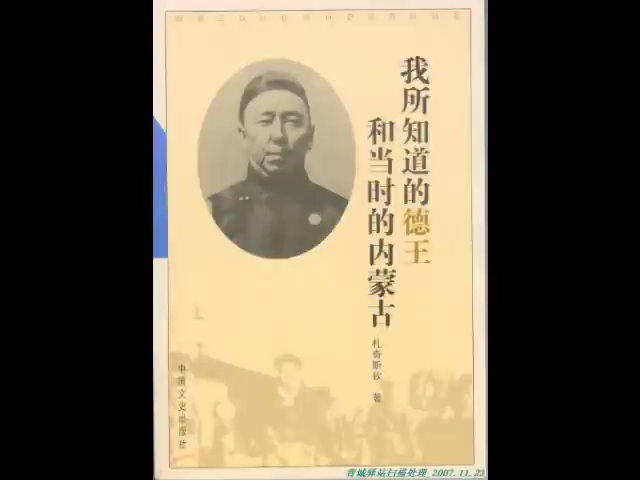 我所知道的德王
和当时的内蒙古
札奇斯钦 著
中国文史出版社
青城驿站扫描处理 2007.11.23